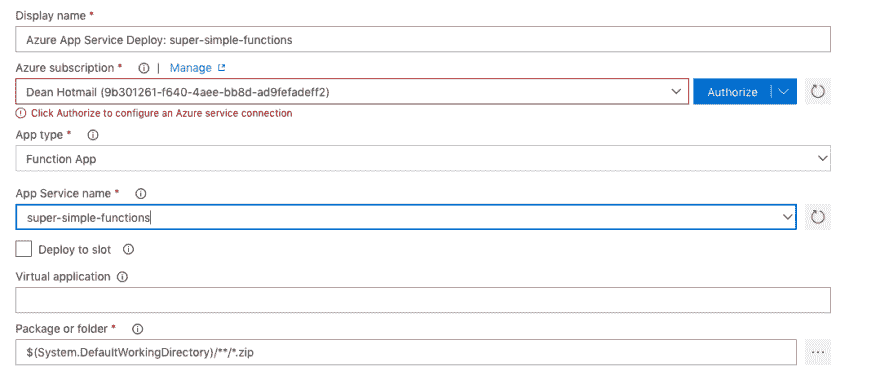 Display name *
Azure App Service Deploy: super-simple-functions
Azure subscription * | Manage
Dean Hotmail (9b301261-f640-4aee-bb8d-ad9fefadeff2)
Authorize
Click Authorize to configure an Azure service connection
App type *
Function App
App Service name *
super-simple-functions
Deploy to slot
Virtual application
Package or folder *
$(System.DefaultWorkingDirectory)/**/*.zip
...